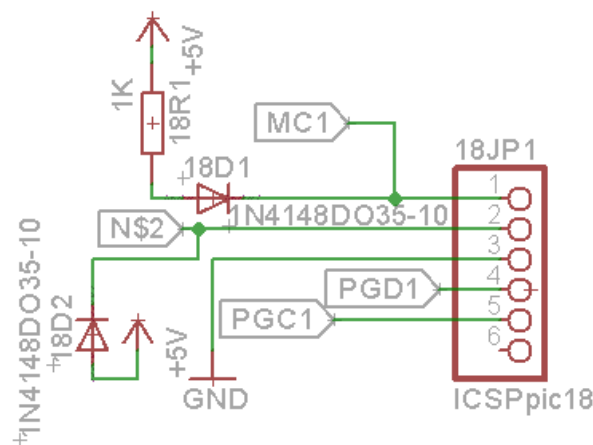 +5V
1K
18R1
MC1
18JP1
18D1
1
1N4148DO35-10
N$2
2
3
PGD1
4
PGC1
5
6
1N4148DO35-10
18D2
+5V
GND
ICSPpic18